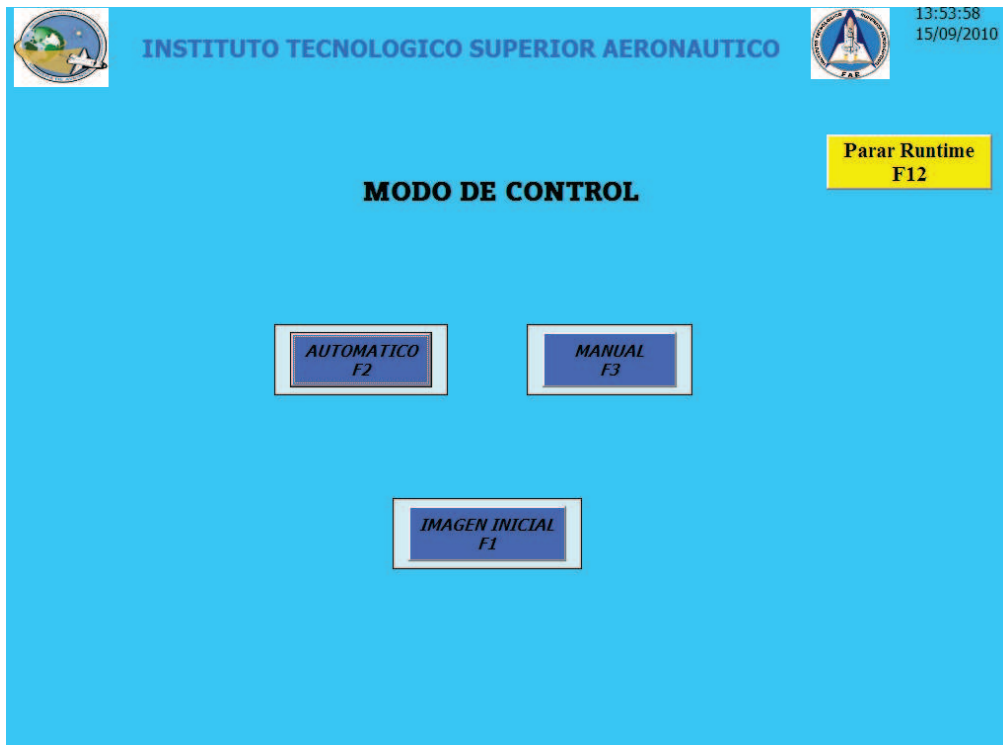 13:53:58
15/09/2010
INSTITUTO TECNOLOGICO SUPERIOR AERONAUTICO
F A E
Parar Runtime
F12
MODO DE CONTROL
AUTOMATICO
F2
MANUAL
F3
IMAGEN INICIAL
F1